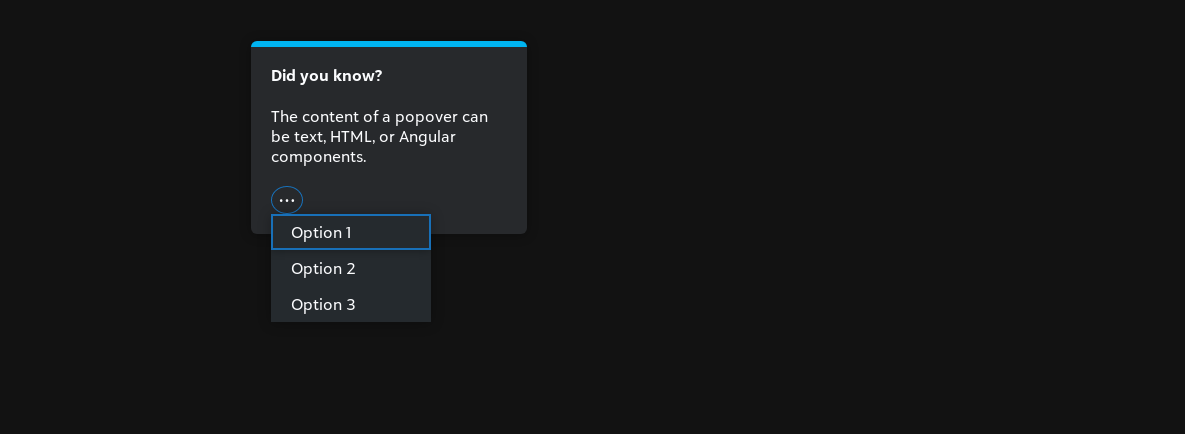 Did you know?
The content of a popover can
be text, HTML, or Angular
components.
Option 1
Option 2
Option 3